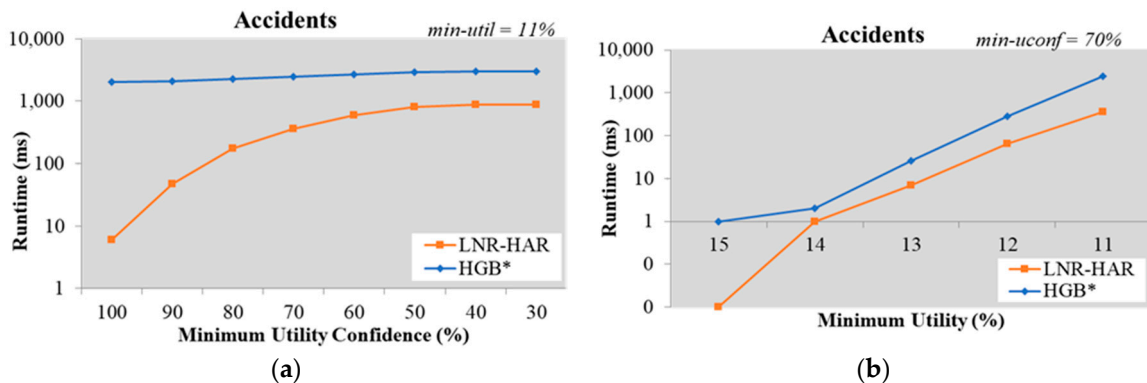 Accidents
min-util = 11%
10,000
1,000
100
10
1
Runtime (ms)
LNR-HAR
HGB*
100 90 80 70 60 50 40 30
Minimum Utility Confidence (%)
(a)
Accidents
min-uconf = 70%
10,000
1,000
100
10
1
0
0
Runtime (ms)
15 14 13 12 11
LNR-HAR
HGB*
Minimum Utility (%)
(b)